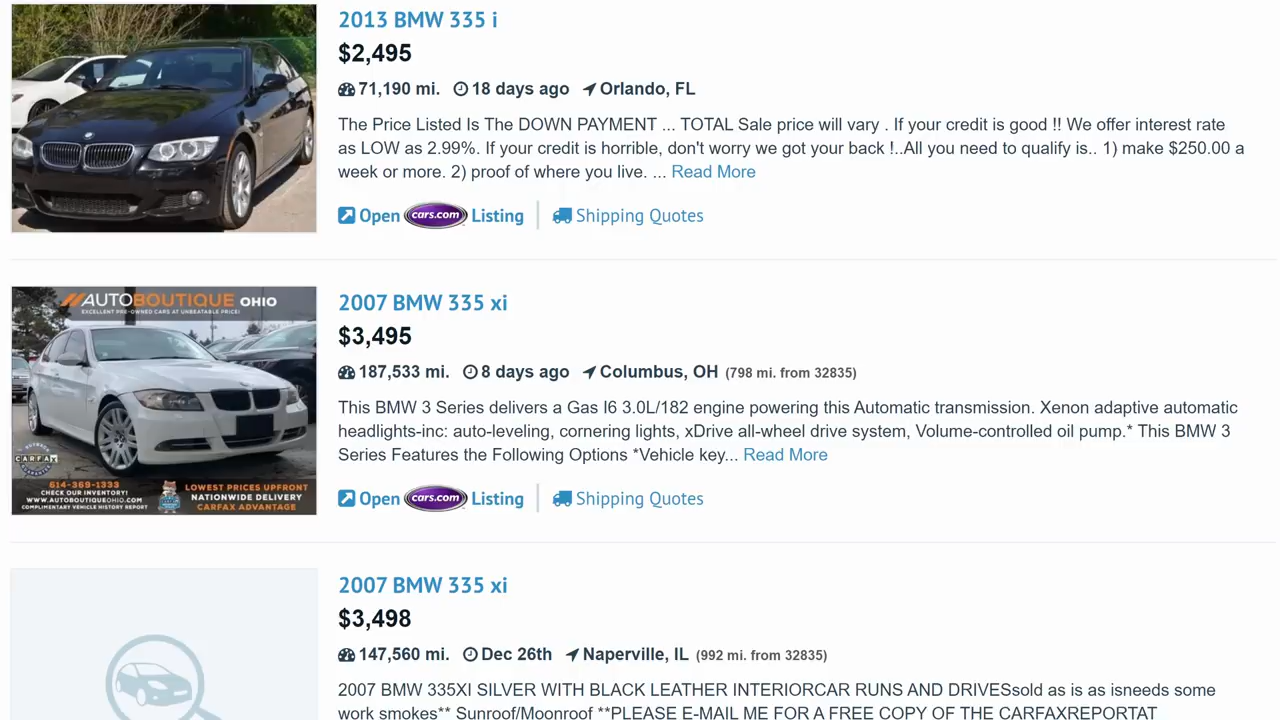 2013 BMW 335 i
$2,495
71,190 mi. 18 days ago Orlando, FL
The Price Listed Is The DOWN PAYMENT ... TOTAL Sale price will vary . If your credit is good !! We offer interest rate
as LOW as 2.99%. If your credit is horrible, don't worry we got your back !..All you need to qualify is.. 1) make $250.00 a
week or more. 2) proof of where you live. ... Read More
Open cars.com Listing Shipping Quotes
AUTOBOUTIQUE OHIO
EXCELLENT PRE-OWNED CARS AT UNBEATABLE PRICE!
CARFAX
614-369-1333
CHECK OUR INVENTORY!
WWW.AUTOBOUTIQUEOHIO.COM
COMPLIMENTARY VEHICLE HISTORY REPORT
LOWEST PRICES UPFRONT
NATIONWIDE DELIVERY
CARFAX ADVANTAGE
2007 BMW 335 xi
$3,495
187,533 mi. 8 days ago Columbus, OH (798 mi. from 32835)
This BMW 3 Series delivers a Gas I6 3.0L/182 engine powering this Automatic transmission. Xenon adaptive automatic
headlights-inc: auto-leveling, cornering lights, xDrive all-wheel drive system, Volume-controlled oil pump.* This BMW 3
Series Features the Following Options *Vehicle key... Read More
Open cars.com Listing Shipping Quotes
2007 BMW 335 xi
$3,498
147,560 mi. Dec 26th Naperville, IL (992 mi. from 32835)
2007 BMW 335XI SILVER WITH BLACK LEATHER INTERIORCAR RUNS AND DRIVESsold as is as isneeds some
work smokes** Sunroof/Moonroof **PLEASE E-MAIL ME FOR A FREE COPY OF THE CARFAXREPORTAT